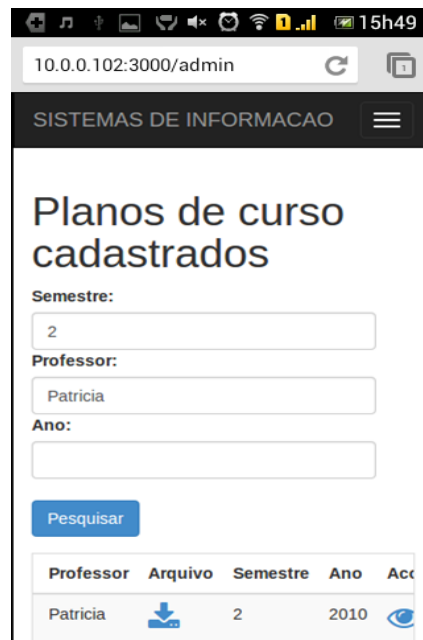 15h49
10.0.0.102:3000/admin
1
SISTEMAS DE INFORMACAO
Planos de curso
cadastrados
Semestre:
2
Professor:
Patricia
Ano:
Pesquisar
Professor Arquivo Semestre Ano
Patricia 2 2010